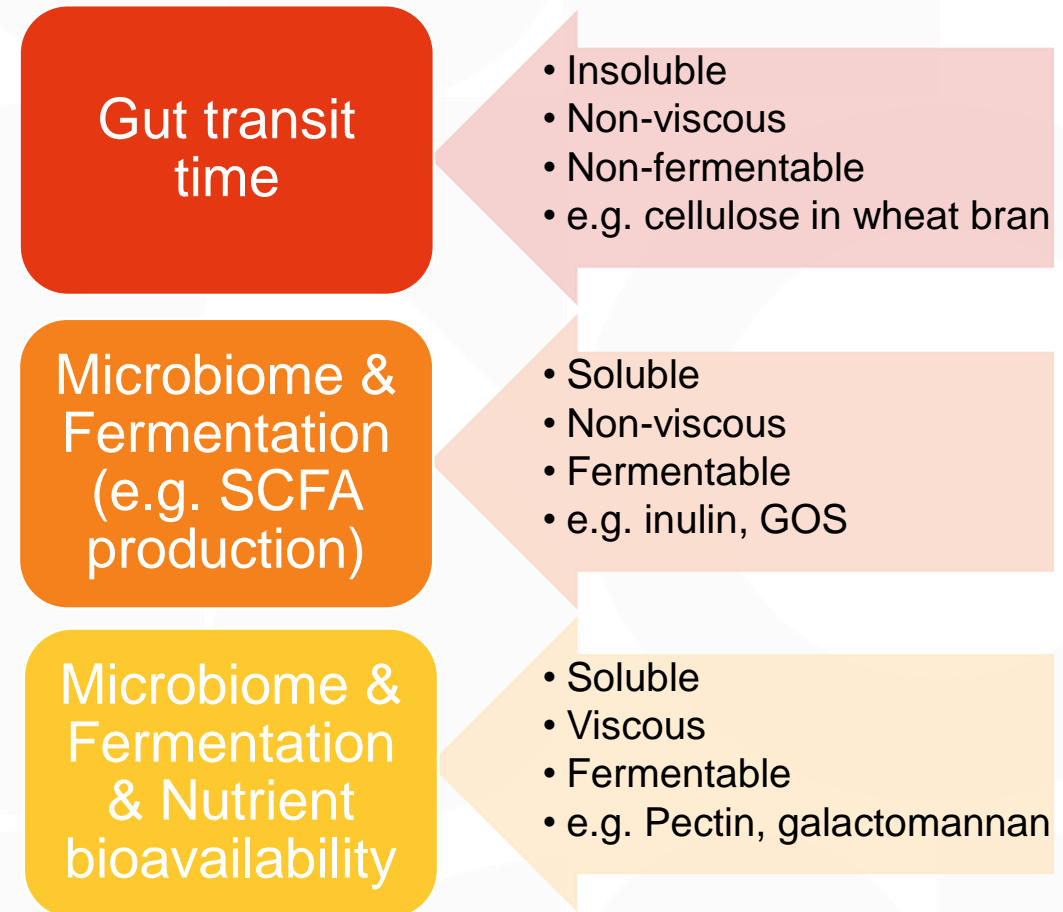 Gut transit
time
• Insoluble
• Non-viscous
• Non-fermentable
• e.g. cellulose in wheat bran
Microbiome &
Fermentation
(e.g. SCFA
production)
• Soluble
• Non-viscous
• Fermentable
• e.g. inulin, GOS
Microbiome &
Fermentation
& Nutrient
bioavailability
• Soluble
• Viscous
• Fermentable
• e.g. Pectin, galactomannan